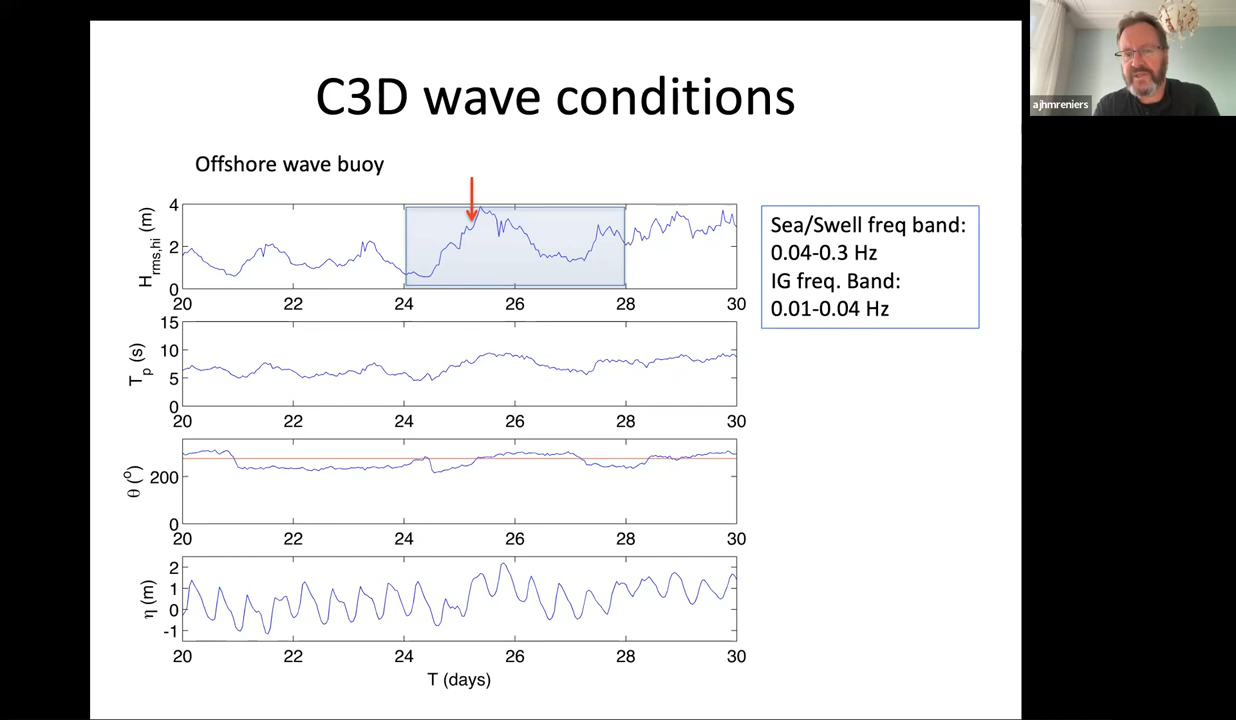 C3D wave conditions
Offshore wave buoy
H_rms,hi (m)
4
2
0
20 22 24 26 28 30
Sea/Swell freq band:
0.04-0.3 Hz
IG freq. Band:
0.01-0.04 Hz
T_p (s)
15
10
5
0
20 22 24 26 28 30
θ (°)
200
0
20 22 24 26 28 30
η (m)
2
1
0
-1
20 22 24 26 28 30
T (days)
ajhmreniers